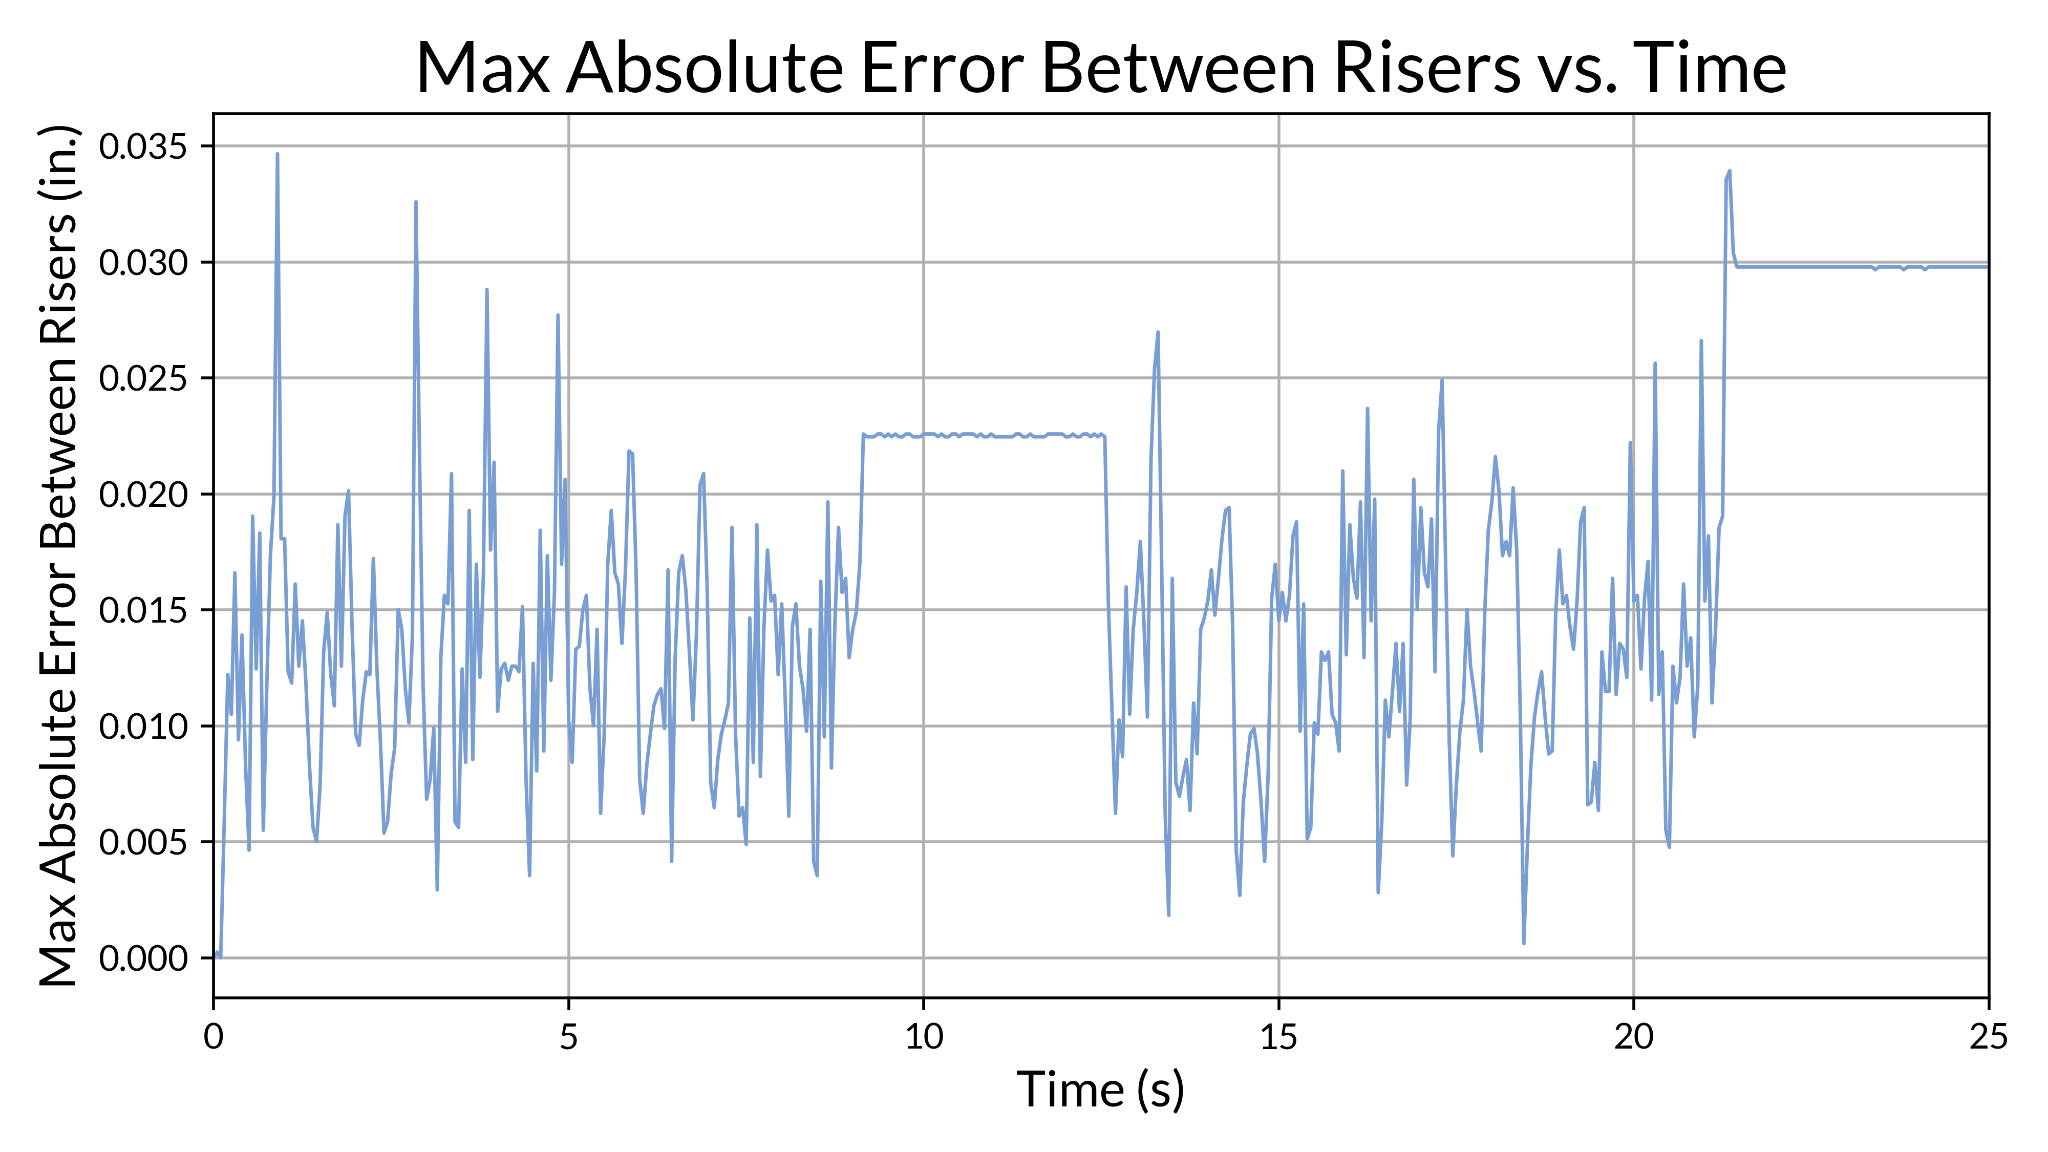 Max Absolute Error Between Risers vs. Time
Max Absolute Error Between Risers (in.)
0.035
0.030
0.025
0.020
0.015
0.010
0.005
0.000
0 5 10 15 20 25
Time (s)